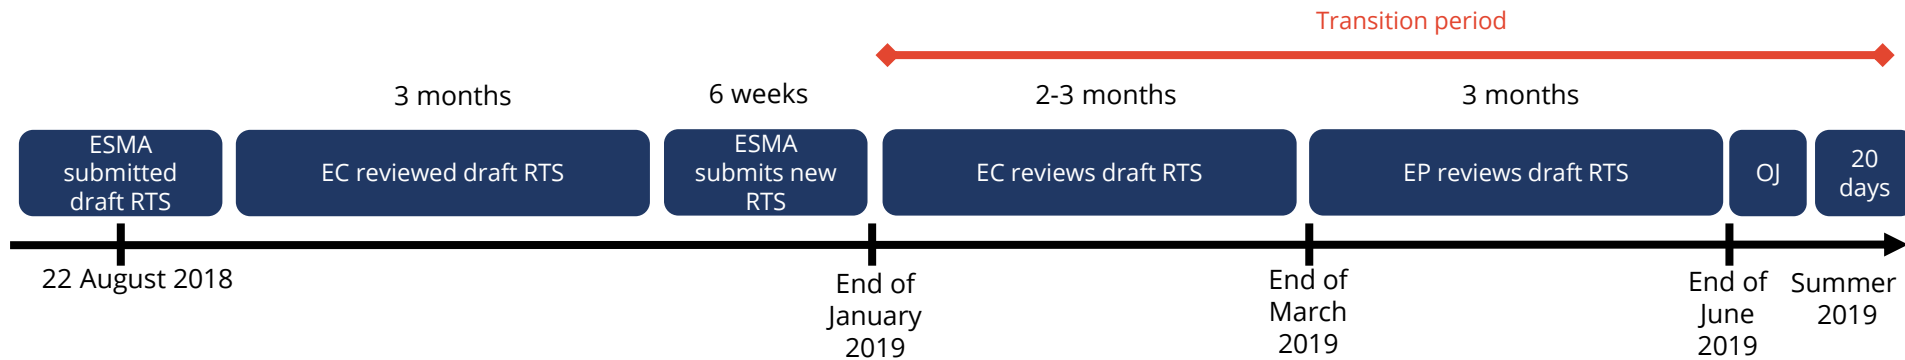 Transition period
3 months
6 weeks
2-3 months
3 months
ESMA
submitted
draft RTS
EC reviewed draft RTS
ESMA
submits new
RTS
EC reviews draft RTS
EP reviews draft RTS
OJ
20
days
22 August 2018
End of
January
2019
End of
March
2019
End of
June
2019
Summer
2019